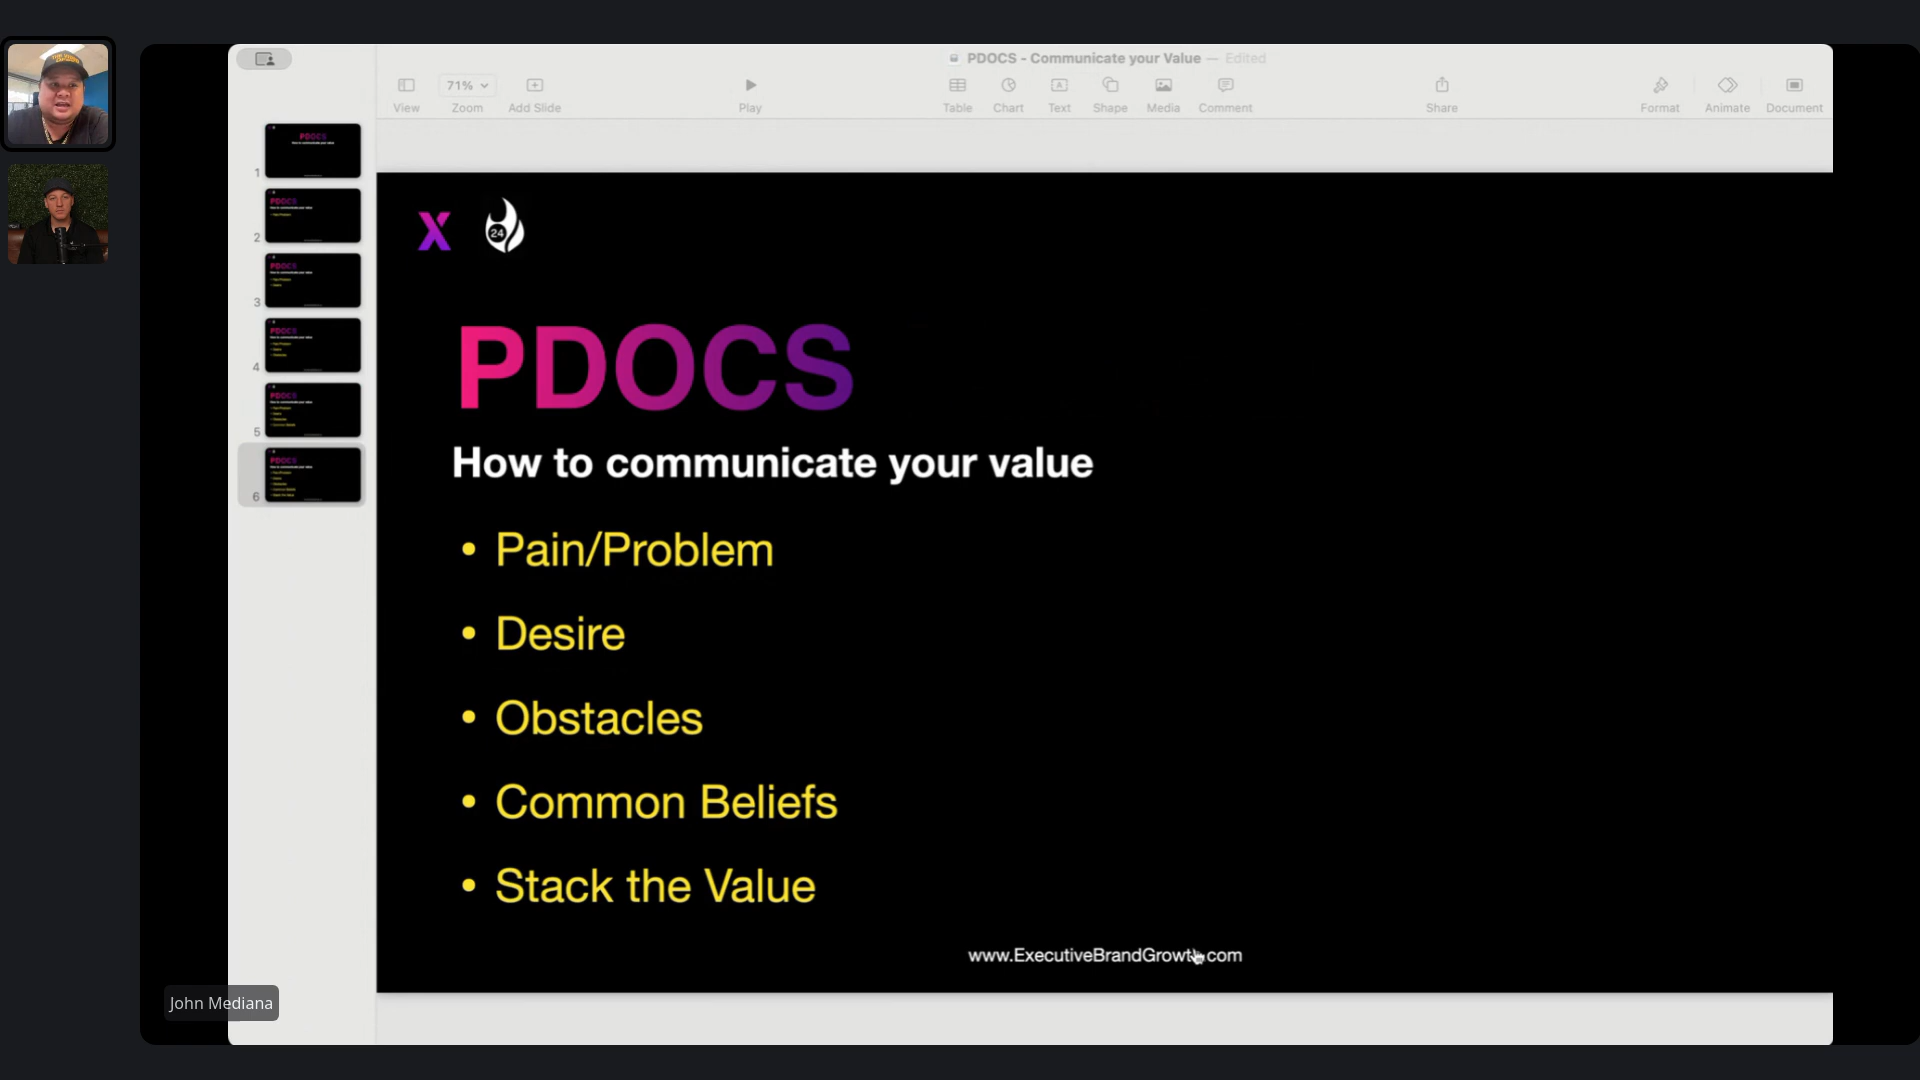 PDOCS - Communicate your Value — Edited
71%
View
Zoom
Add Slide
Play
Table
Chart
Text
Shape
Media
Comment
Share
Format
Animate
Document
1
2
3
4
5
6
X
24
PDOCS
How to communicate your value
• Pain/Problem
• Desire
• Obstacles
• Common Beliefs
• Stack the Value
www.ExecutiveBrandGrowth.com
John Mediana